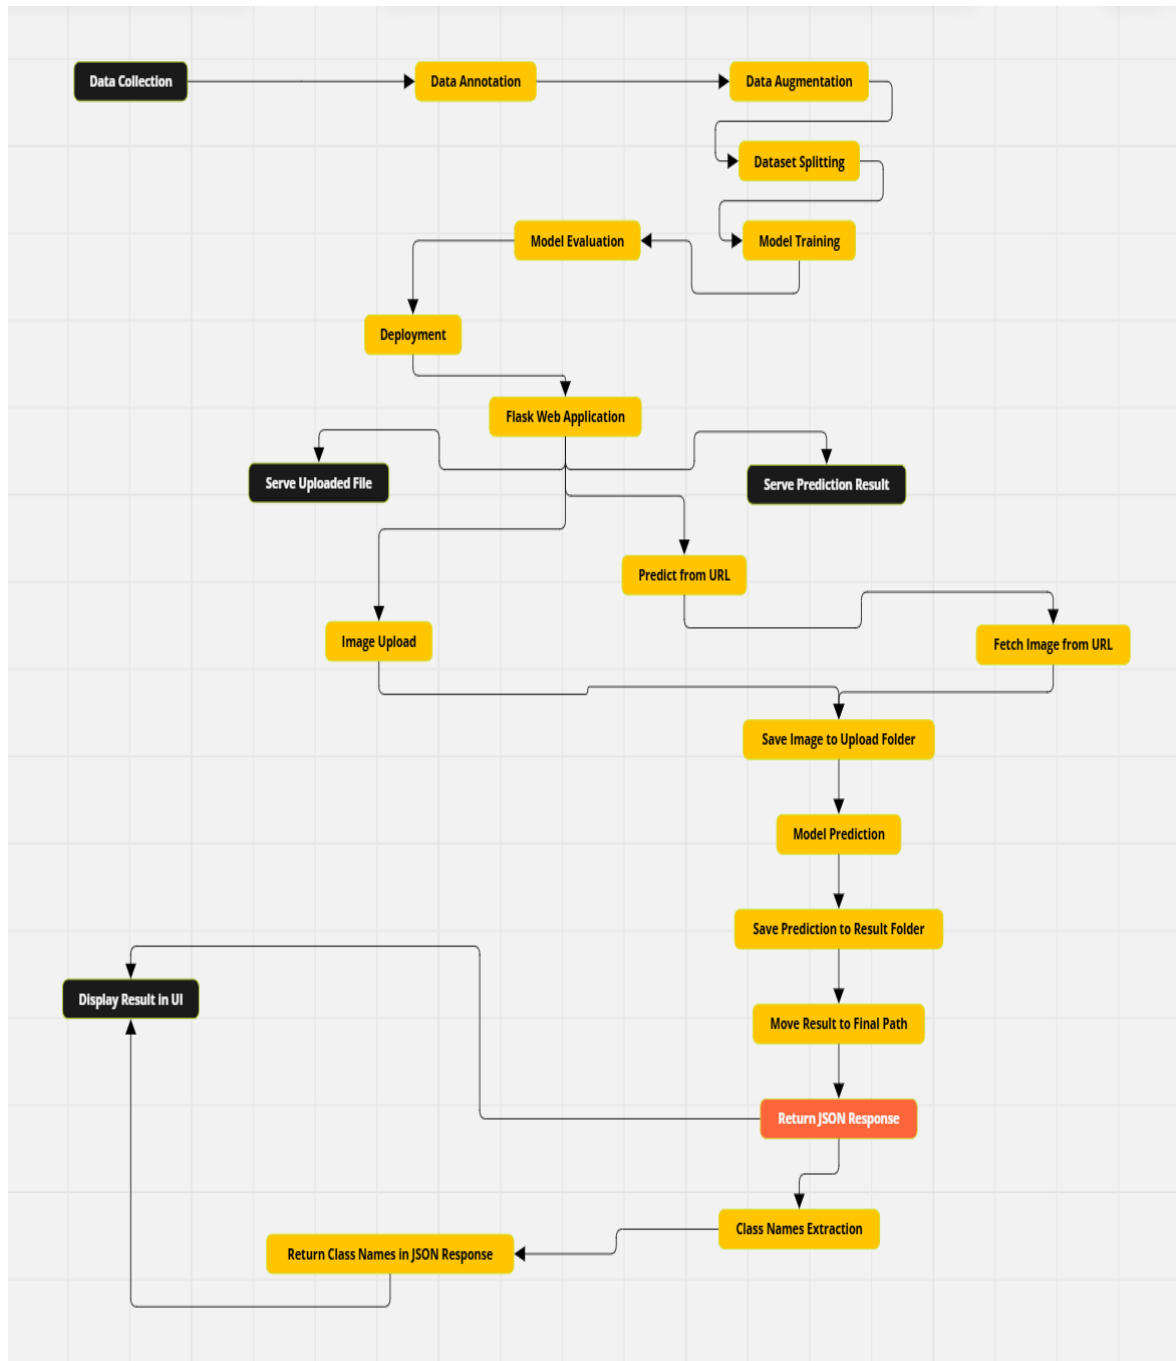 Data Collection
Data Annotation
Data Augmentation
Dataset Splitting
Model Evaluation
Model Training
Deployment
Flask Web Application
Serve Uploaded File
Serve Prediction Result
Predict from URL
Image Upload
Fetch Image from URL
Save Image to Upload Folder
Model Prediction
Save Prediction to Result Folder
Display Result in UI
Move Result to Final Path
Return JSON Response
Class Names Extraction
Return Class Names in JSON Response